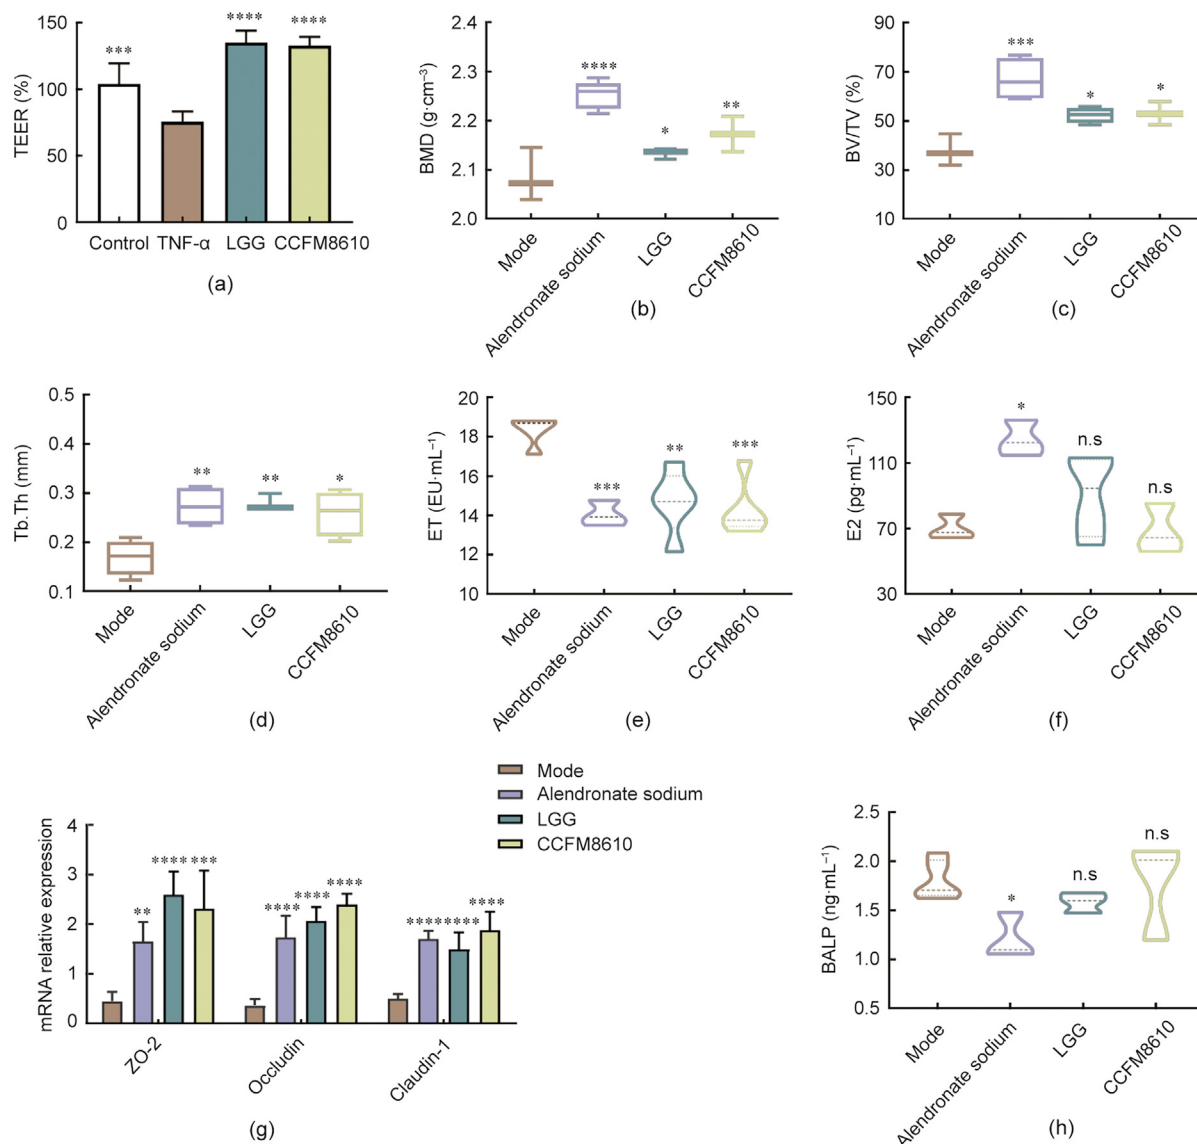 TEER (%)
150
100
50
0
***
****
****
Control
TNF-α
LGG
CCFM8610
(a)
BMD (g·cm⁻³)
2.4
2.3
2.2
2.1
2.0
****
*
**
Mode
Alendronate sodium
LGG
CCFM8610
(b)
BV/TV (%)
90
70
50
30
10
***
*
*
Mode
Alendronate sodium
LGG
CCFM8610
(c)
Tb.Th (mm)
0.5
0.4
0.3
0.2
0.1
**
**
*
Mode
Alendronate sodium
LGG
CCFM8610
(d)
ET (EU·mL⁻¹)
20
18
16
14
12
10
***
**
***
Mode
Alendronate sodium
LGG
CCFM8610
(e)
E2 (pg·mL⁻¹)
150
110
70
30
*
n.s
n.s
Mode
Alendronate sodium
LGG
CCFM8610
(f)
Mode
Alendronate sodium
LGG
CCFM8610
mRNA relative expression
4
3
2
1
0
**
****
***
****
****
****
****
****
****
ZO-2
Occludin
Claudin-1
(g)
BALP (ng·mL⁻¹)
2.5
2.0
1.5
1.0
0.5
*
n.s
n.s
Mode
Alendronate sodium
LGG
CCFM8610
(h)